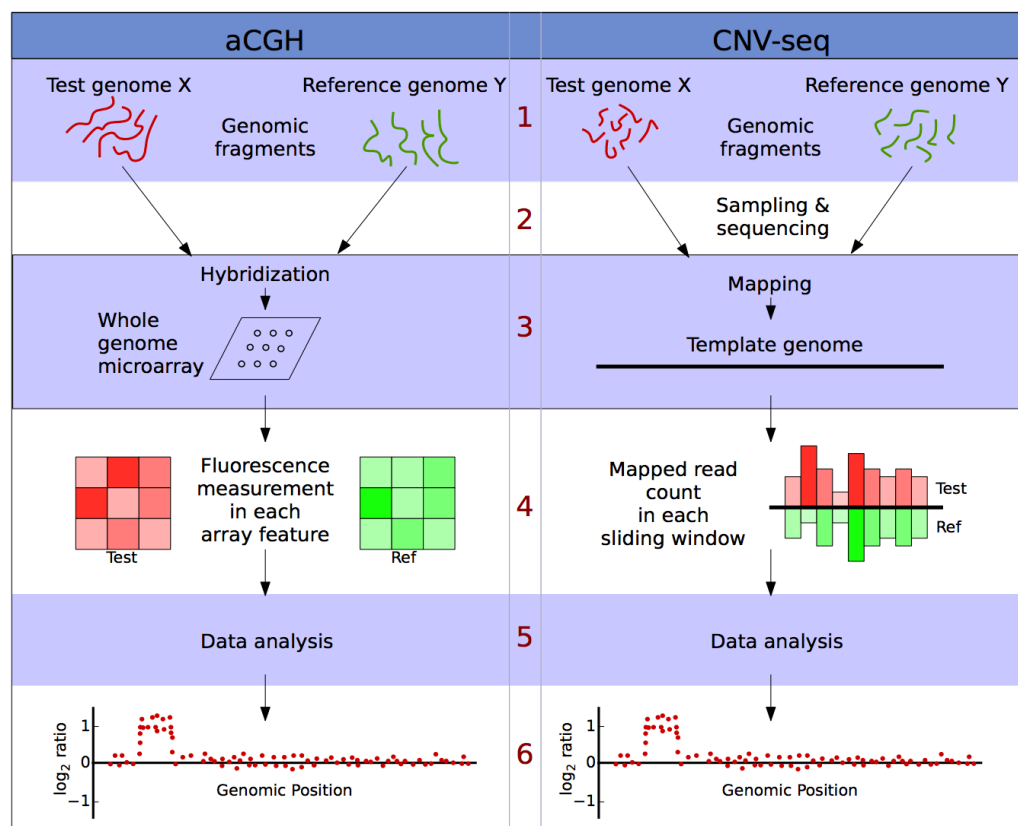 aCGH
CNV-seq
Test genome X
Reference genome Y
Genomic
fragments
1
Test genome X
Reference genome Y
Genomic
fragments
2
Sampling &
sequencing
Hybridization
Whole
genome
microarray
3
Mapping
Template genome
Fluorescence
measurement
in each
array feature
Test
Ref
4
Mapped read
count
in each
sliding window
Test
Ref
Data analysis
5
Data analysis
log2 ratio
1
0
−1
Genomic Position
6
log2 ratio
1
0
−1
Genomic Position